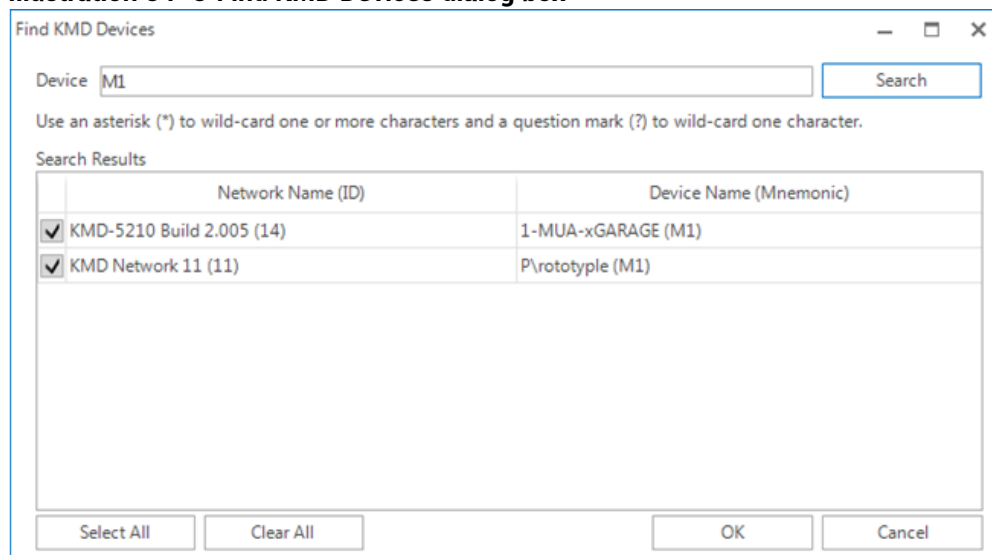 Find KMD Devices
Device M1 Search
Use an asterisk (*) to wild-card one or more characters and a question mark (?) to wild-card one character.
Search Results
Network Name (ID) Device Name (Mnemonic)
KMD-5210 Build 2.005 (14) 1-MUA-xGARAGE (M1)
KMD Network 11 (11) P\rototyple (M1)
Select All Clear All OK Cancel